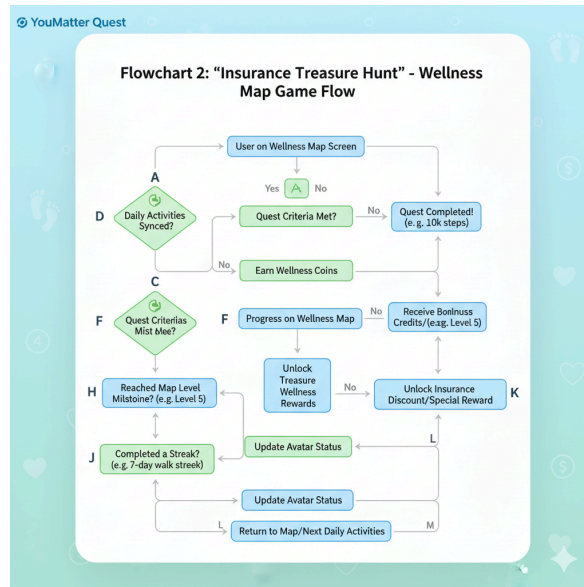 YouMatter Quest
Flowchart 2: “Insurance Treasure Hunt” - Wellness
Map Game Flow
User on Wellness Map Screen
A
Yes
No
D
Daily Activities
Synced?
Quest Criteria Met?
No
Quest Completed!
(e. g. 10k steps)
No
Earn Wellness Coins
C
F
Quest Criterias
Mist Mee?
F
Progress on Wellness Map
No
Receive Bonlnuss
Credits/(e.g. Level 5)
H
Reached Map Level
Milstoine? (e.g. Level 5)
Unlock
Treasure
Wellness
Rewards
No
Unlock Insurance
Discount/Special Reward
K
J
Completed a Streak?
(e.g. 7-day walk streek)
Update Avatar Status
L
Update Avatar Status
L
Return to Map/Next Daily Activities
M